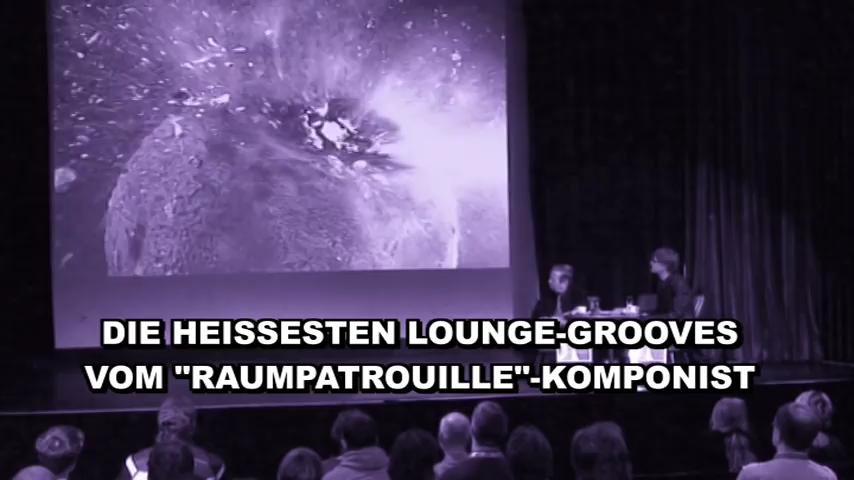 DIE HEISSESTEN LOUNGE-GROOVES
VOM "RAUMPATROUILLE"-KOMPONIST